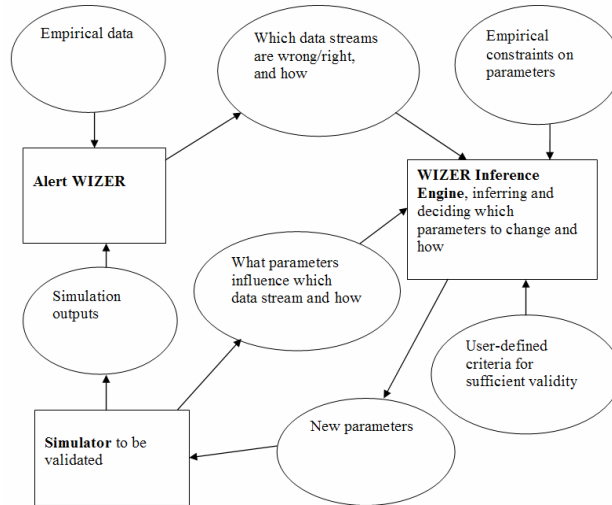 Empirical data
Which data streams
are wrong/right,
and how
Empirical
constraints on
parameters
Alert WIZER
WIZER Inference
Engine, inferring and
deciding which
parameters to change and
how
What parameters
influence which
data stream and how
Simulation
outputs
User-defined
criteria for
sufficient validity
New parameters
Simulator to be
validated